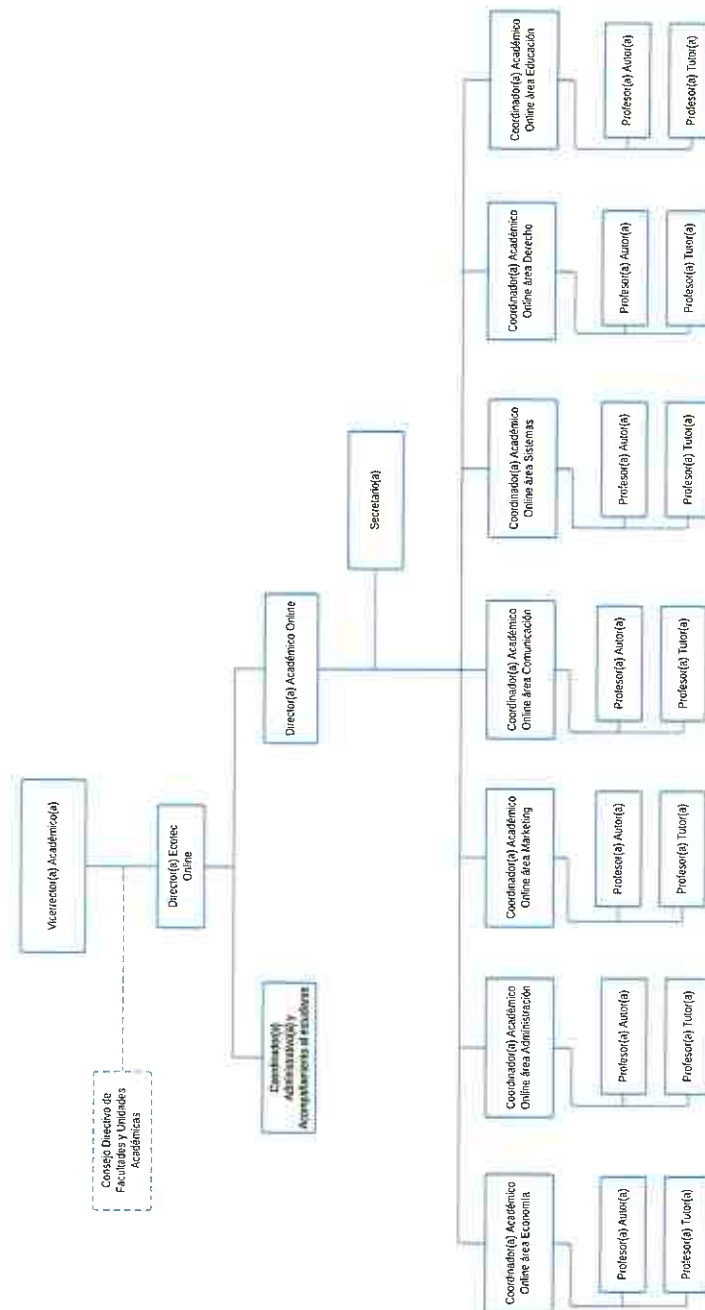 Vicerrector(a) Académico(a)
Consejo Directivo de
Facultades y Unidades
Académicas
Director(a) Ecotec
Online
Coordinador(a)
Administrativo(a) y
Acompañamiento al estudiante
Director(a) Académico Online
Secretario(a)
Coordinador(a) Académico
Online área Economía
Coordinador(a) Académico
Online área Administración
Coordinador(a) Académico
Online área Marketing
Coordinador(a) Académico
Online área Comunicación
Coordinador(a) Académico
Online área Sistemas
Coordinador(a) Académico
Online área Derecho
Coordinador(a) Académico
Online área Educación
Profesor(a) Autor(a)
Profesor(a) Autor(a)
Profesor(a) Autor(a)
Profesor(a) Autor(a)
Profesor(a) Autor(a)
Profesor(a) Autor(a)
Profesor(a) Autor(a)
Profesor(a) Tutor(a)
Profesor(a) Tutor(a)
Profesor(a) Tutor(a)
Profesor(a) Tutor(a)
Profesor(a) Tutor(a)
Profesor(a) Tutor(a)
Profesor(a) Tutor(a)